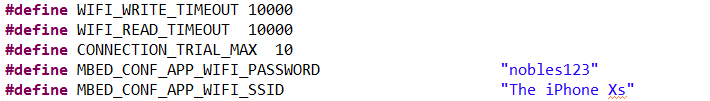 #define WIFI_WRITE_TIMEOUT 10000
#define WIFI_READ_TIMEOUT  10000
#define CONNECTION_TRIAL_MAX  10
#define MBED_CONF_APP_WIFI_PASSWORD                       "nobles123"
#define MBED_CONF_APP_WIFI_SSID                           "The iPhone Xs"